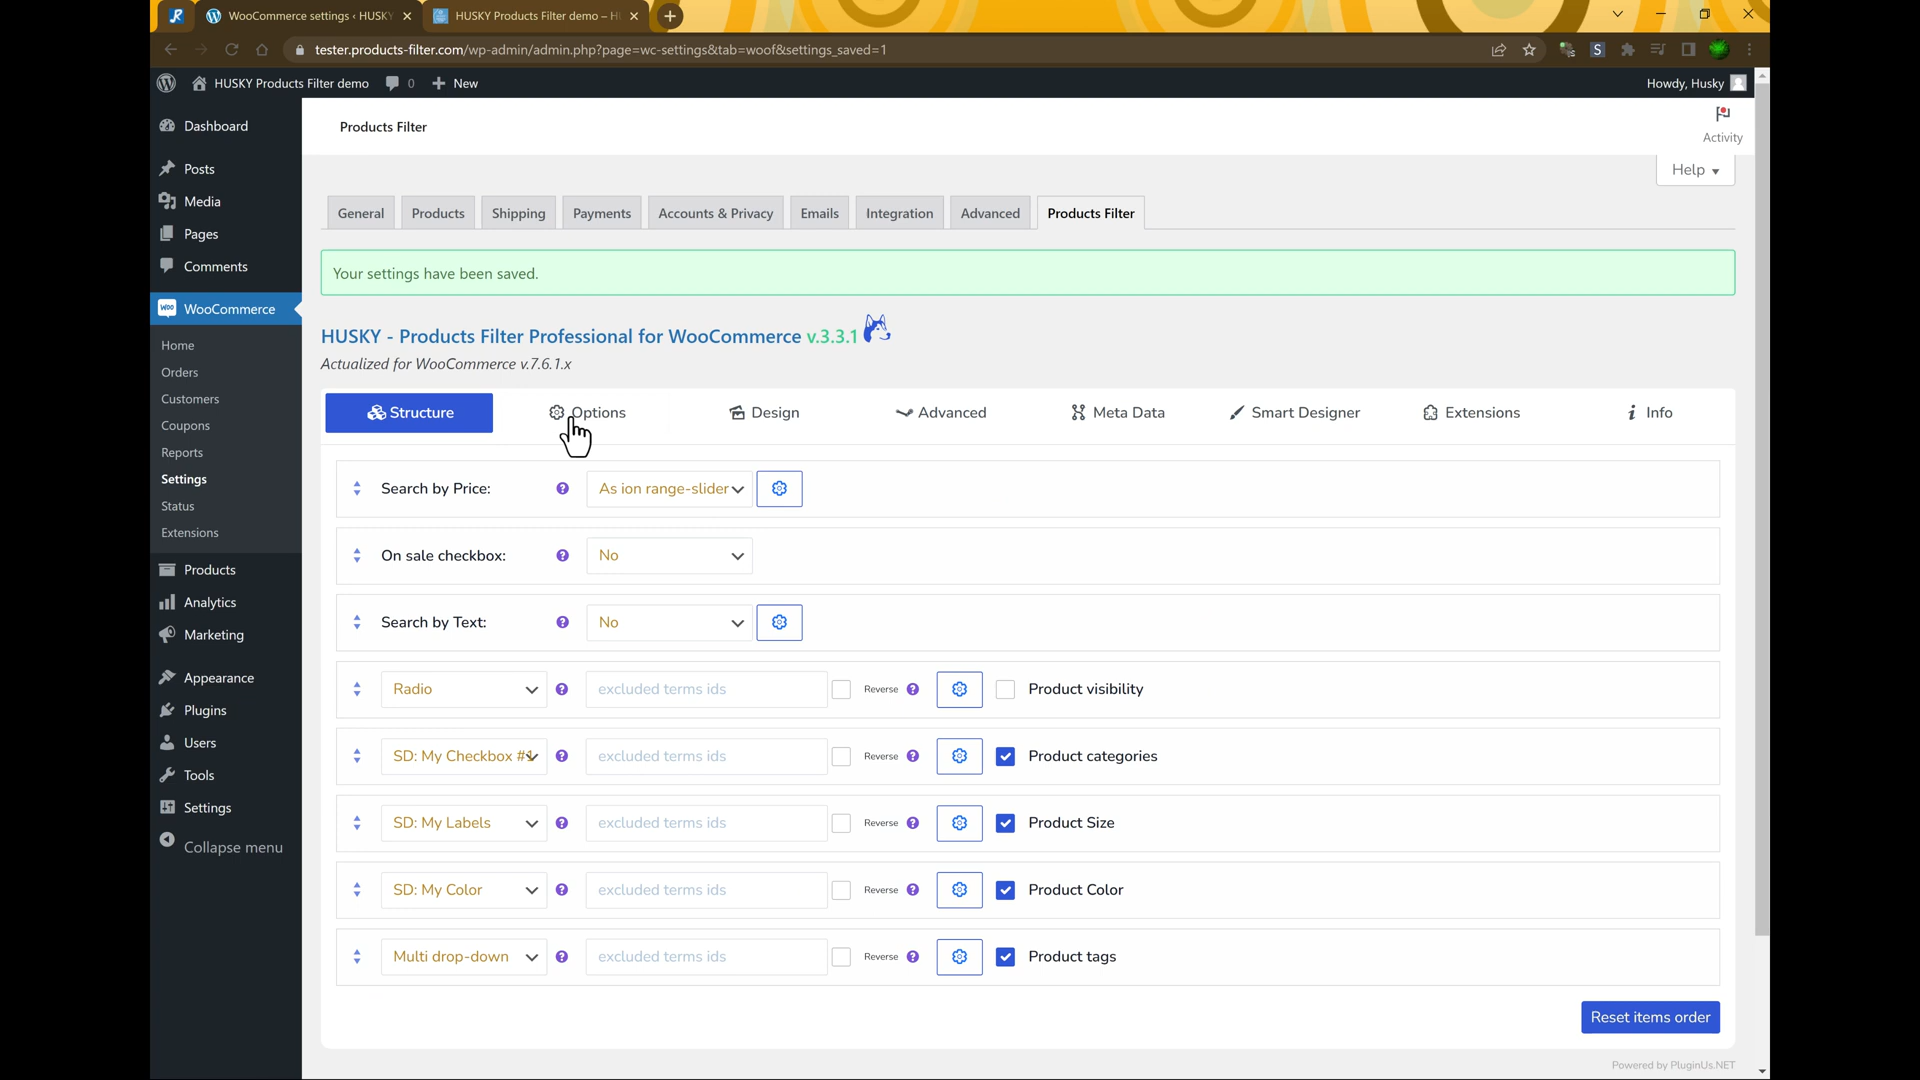 WooCommerce settings ‹ HUSKY
HUSKY Products Filter demo – H
tester.products-filter.com/wp-admin/admin.php?page=wc-settings&tab=woof&settings_saved=1
HUSKY Products Filter demo 0 New
Howdy, Husky
Dashboard
Posts
Media
Pages
Comments
WooCommerce
Home
Orders
Customers
Coupons
Reports
Settings
Status
Extensions
Products
Analytics
Marketing
Appearance
Plugins
Users
Tools
Settings
Collapse menu
Products Filter
Activity
Help
General
Products
Shipping
Payments
Accounts & Privacy
Emails
Integration
Advanced
Products Filter
Your settings have been saved.
HUSKY - Products Filter Professional for WooCommerce v.3.3.1
Actualized for WooCommerce v.7.6.1.x
Structure
Options
Design
Advanced
Meta Data
Smart Designer
Extensions
Info
Search by Price: ? As ion range-slider
On sale checkbox: ? No
Search by Text: ? No
Radio ? excluded terms ids Reverse ? Product visibility
SD: My Checkbox #1 ? excluded terms ids Reverse ? Product categories
SD: My Labels ? excluded terms ids Reverse ? Product Size
SD: My Color ? excluded terms ids Reverse ? Product Color
Multi drop-down ? excluded terms ids Reverse ? Product tags
Reset items order
Powered by PluginUs.NET